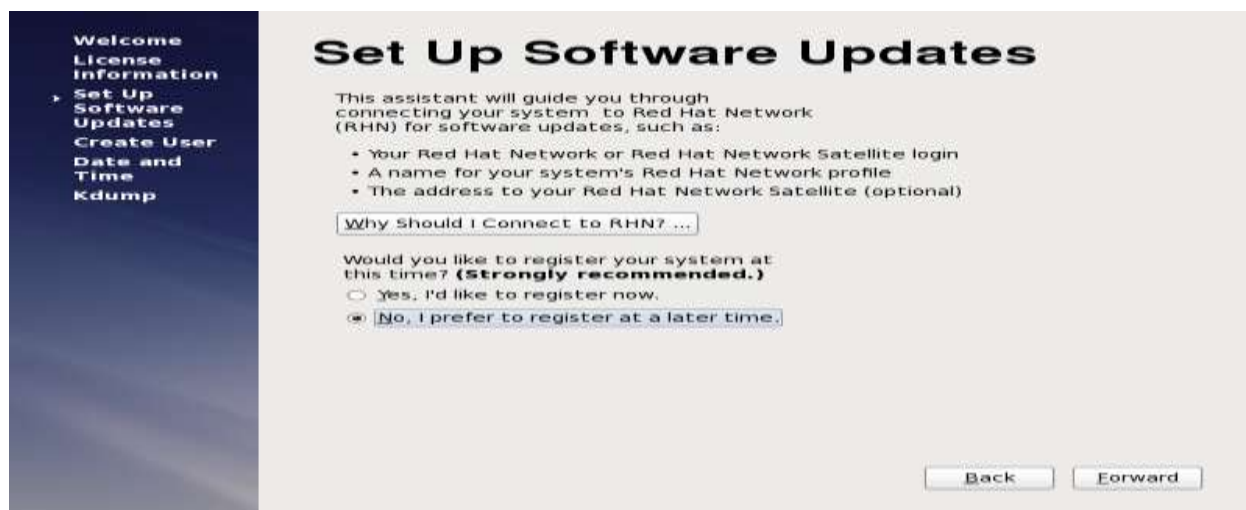 Welcome
License
Information
Set Up
Software
Updates
Create User
Date and
Time
Kdump
Set Up Software Updates
This assistant will guide you through
connecting your system to Red Hat Network
(RHN) for software updates, such as:
• Your Red Hat Network or Red Hat Network Satellite login
• A name for your system's Red Hat Network profile
• The address to your Red Hat Network Satellite (optional)
Why Should I Connect to RHN? ...
Would you like to register your system at
this time? (Strongly recommended.)
Yes, I'd like to register now.
No, I prefer to register at a later time.
Back
Forward